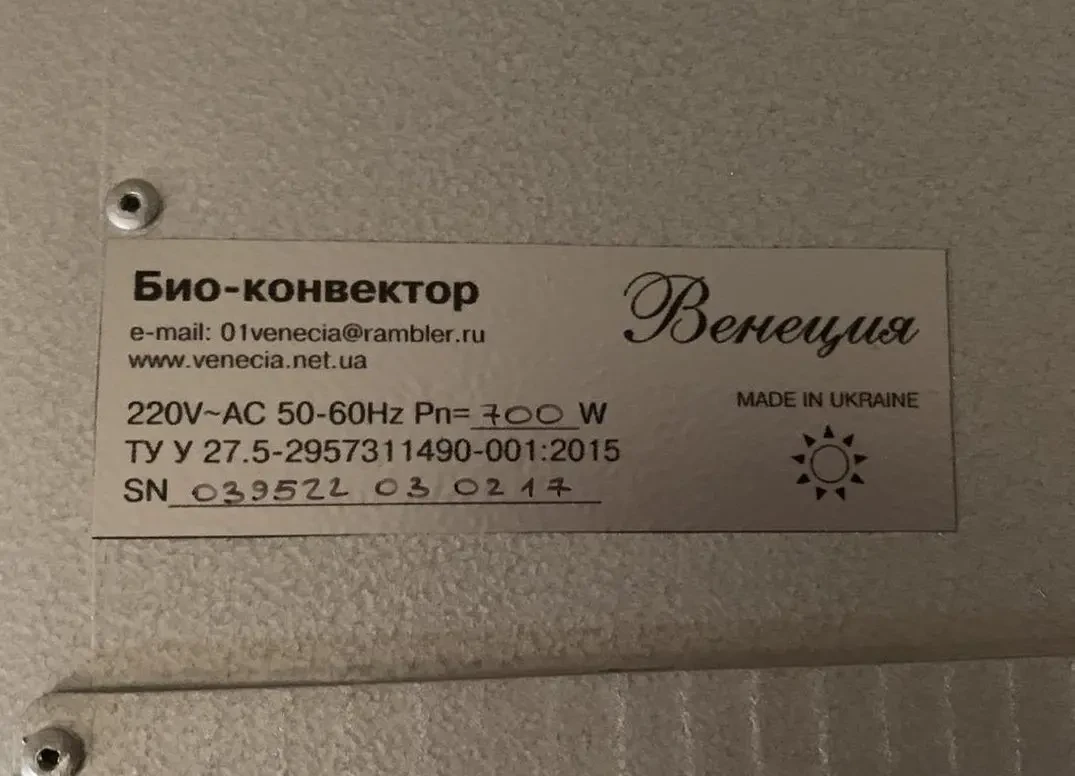 Био-конвектор
Венеция
e-mail: 01venecia@rambler.ru
www.venecia.net.ua
MADE IN UKRAINE
220V~AC 50-60Hz Pn= 700 W
ТУ У 27.5-2957311490-001:2015
SN 039522 03 0217